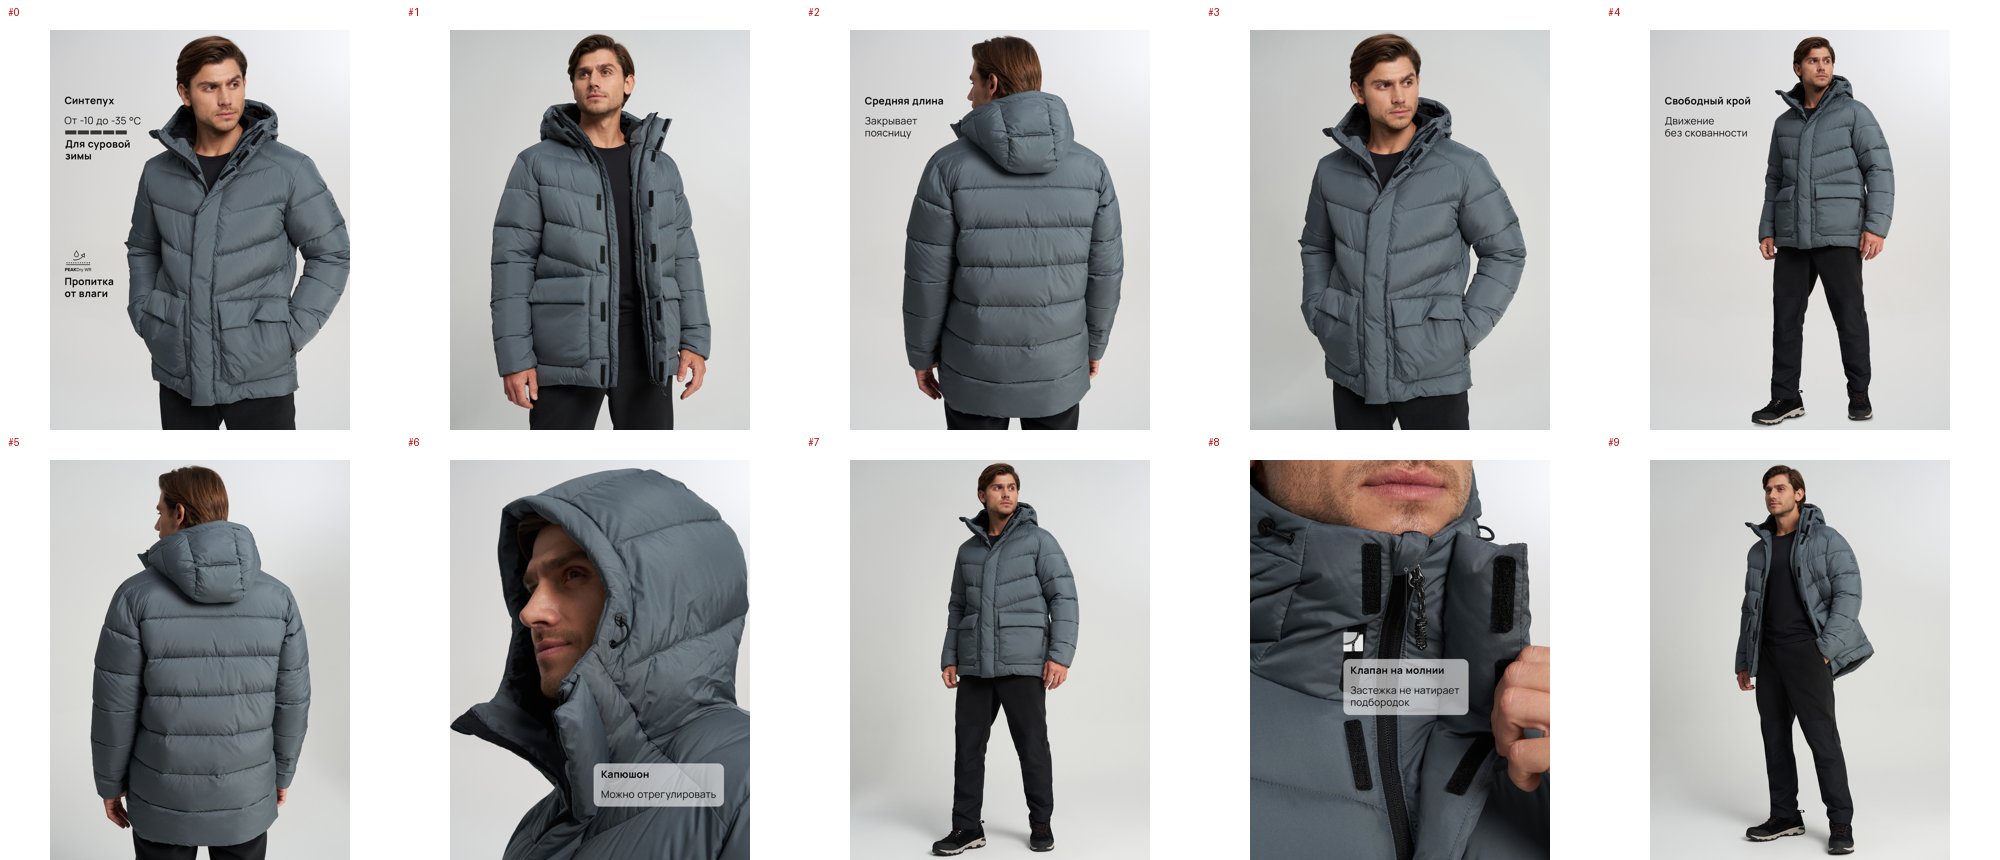 #0
#1
#2
#3
#4
Синтепух
От -10 до -35 °C
Для суровой
зимы
PEAKDry WR
Пропитка
от влаги
Средняя длина
Закрывает
поясницу
Свободный крой
Движение
без скованности
#5
#6
#7
#8
#9
Капюшон
Можно отрегулировать
Клапан на молнии
Застежка не натирает
подбородок